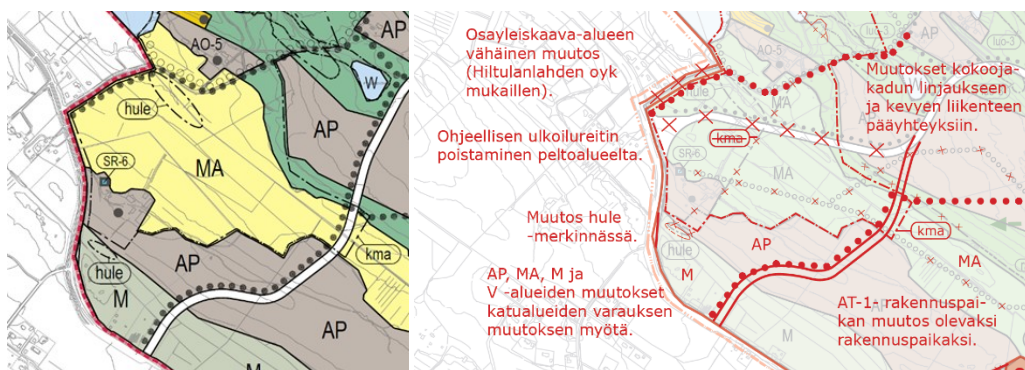 AP
AO-5
W
hule
AP
SR-6
MA
kma
AP
hule
M
AP
M
Osayleiskaava-alueen
vähäinen muutos
(Hiltulanlahden oyk
mukaillen).
Ohjeellisen ulkoilureitin
poistaminen peltoalueelta.
Muutos hule
-merkinnässä.
AP, MA, M ja
V -alueiden muutokset
katualueiden varauksen
muutoksen myötä.
luo-3
AP
AO-5
Muutokset kokooja-
kadun linjaukseen
ja kevyen liikenteen
pääyhteyksiin.
W
MA
kma
SR-6
MA
kma
hule
AP
M
MA
AP
AT-1- rakennuspai-
kan muutos olevaksi
rakennuspaikaksi.
M